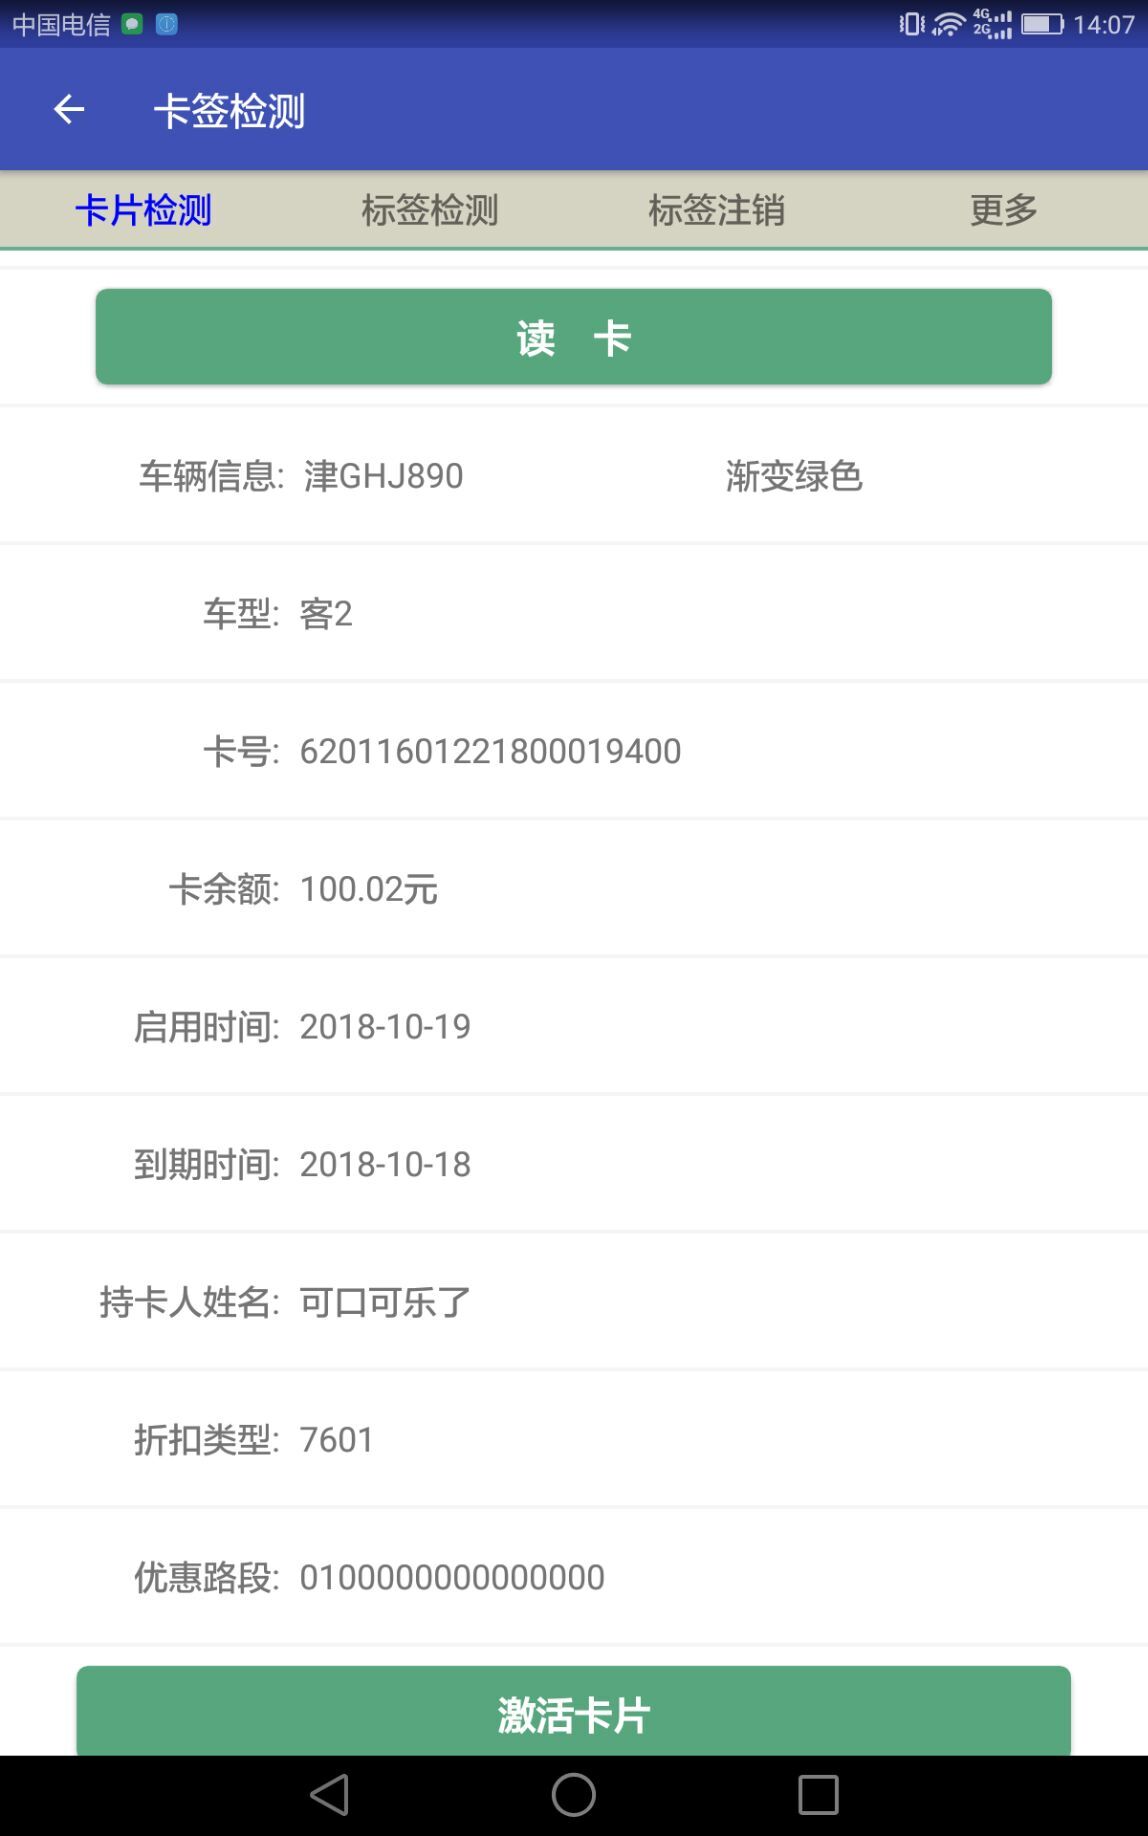 中国电信 4G 2G 14:07
卡签检测
卡片检测 标签检测 标签注销 更多
读 卡
车辆信息: 津GHJ890 渐变绿色
车型: 客2
卡号: 62011601221800019400
卡余额: 100.02元
启用时间: 2018-10-19
到期时间: 2018-10-18
持卡人姓名: 可口可乐了
折扣类型: 7601
优惠路段: 0100000000000000
激活卡片